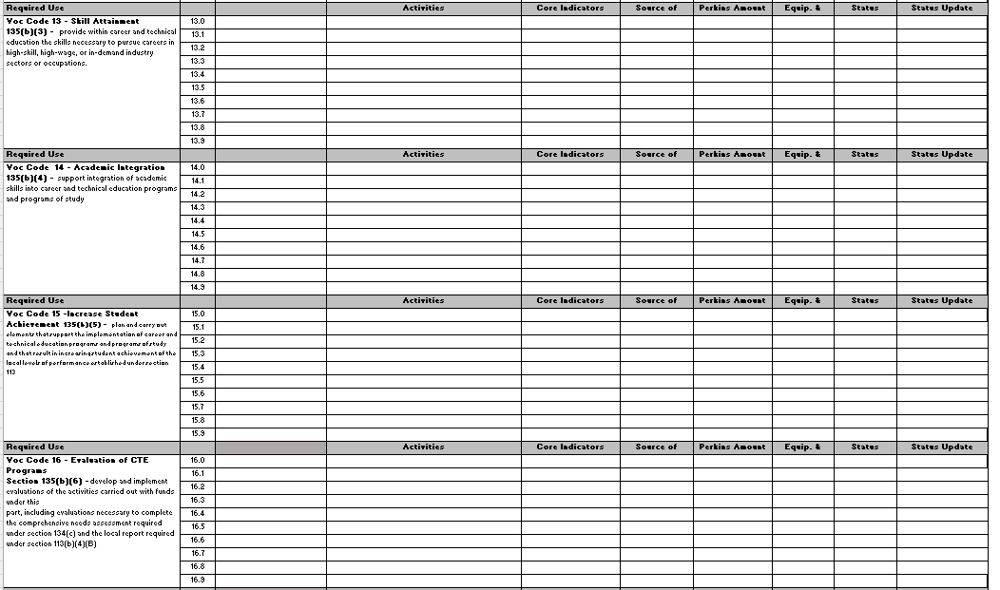 Required Use Activities Core Indicators Source of Perkins Amount Equip. & Status Status Update
Voc Code 13 - Skill Attainment 13.0
135(b)(3) - provide within career and technical 13.1
education the skills necessary to pursue careers in 13.2
high-skill, high-wage, or in-demand industry 13.3
sectors or occupations.
13.4
13.5
13.6
13.7
13.8
13.9
Required Use Activities Core Indicators Source of Perkins Amount Equip. & Status Status Update
Voc Code 14 - Academic Integration 14.0
135(b)(4) - support integration of academic 14.1
skills into career and technical education programs 14.2
and programs of study
14.3
14.4
14.5
14.6
14.7
14.8
14.9
Required Use Activities Core Indicators Source of Perkins Amount Equip. & Status Status Update
Voc Code 15 -Increase Student 15.0
Achievement 135(b)(5) - plan and carry out 15.1
elements that support the implementation of career and
technical education programs and programs of study 15.2
and that result in increasing student achievement of the 15.3
local levels of performance established under section 15.4
113
15.5
15.6
15.7
15.8
15.9
Required Use Activities Core Indicators Source of Perkins Amount Equip. & Status Status Update
Voc Code 16 - Evaluation of CTE 16.0
Programs 16.1
Section 135(b)(6) - develop and implement 16.2
evaluations of the activities carried out with funds
under this 16.3
part, including evaluations necessary to complete 16.4
the comprehensive needs assessment required
under section 134(c) and the local report required 16.5
under section 113(b)(4)(B) 16.6
16.7
16.8
16.9